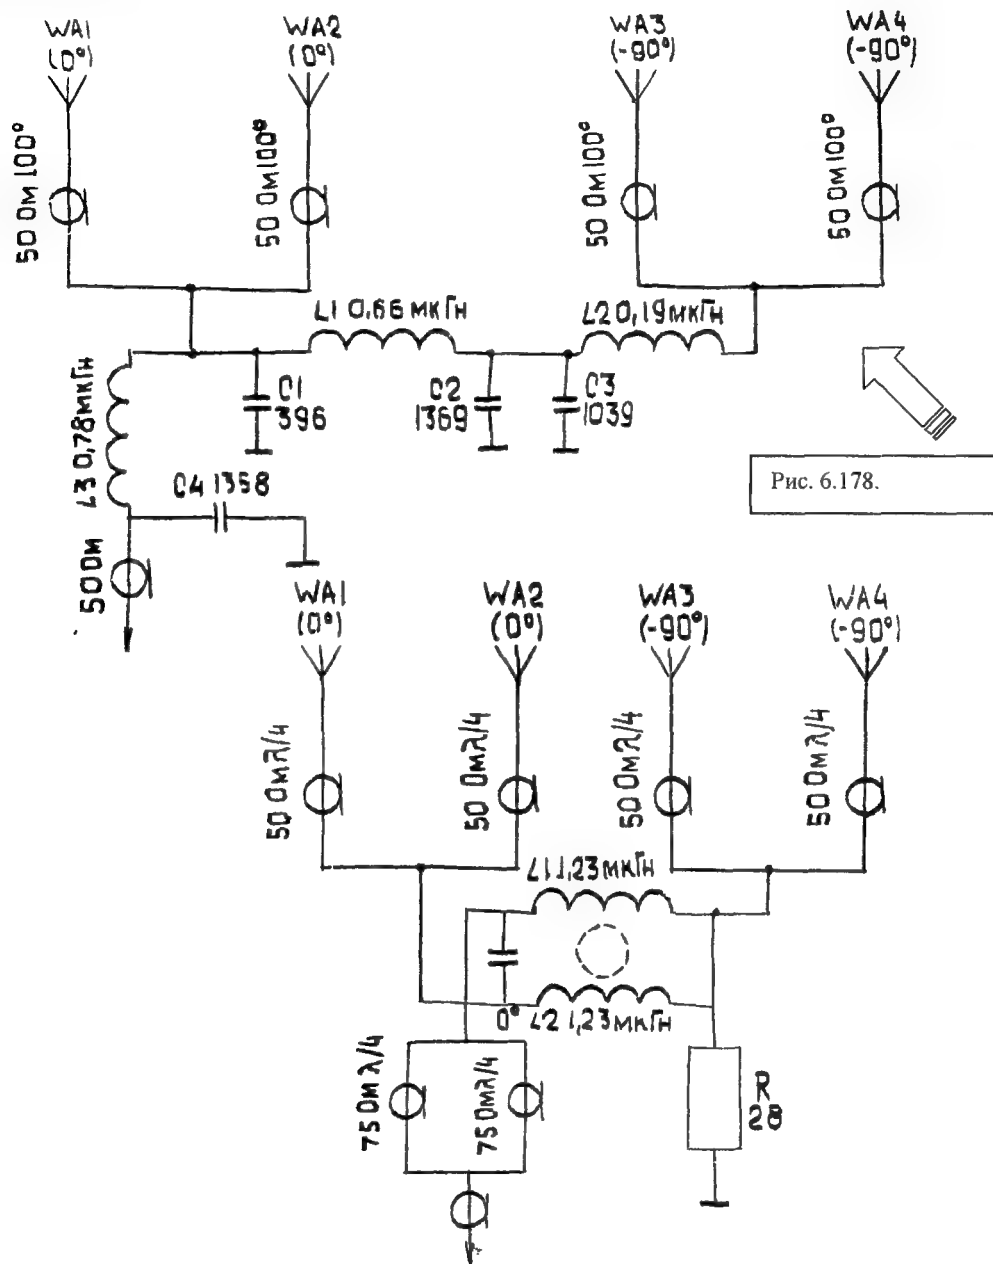 WA1
(0°)
WA2
(0°)
WA3
(-90°)
WA4
(-90°)
50 Ом 100°
50 Ом 100°
50 Ом 100°
50 Ом 100°
L1 0,66 мкГн
L2 0,19 мкГн
L3 0,78 мкГн
C1
396
C2
1369
C3
1039
C4 1358
50 Ом
Рис. 6.178.
WA1
(0°)
WA2
(0°)
WA3
(-90°)
WA4
(-90°)
50 Ом λ/4
50 Ом λ/4
50 Ом λ/4
50 Ом λ/4
L1 1,23 мкГн
0°
L2 1,23 мкГн
75 Ом λ/4
75 Ом λ/4
R
28